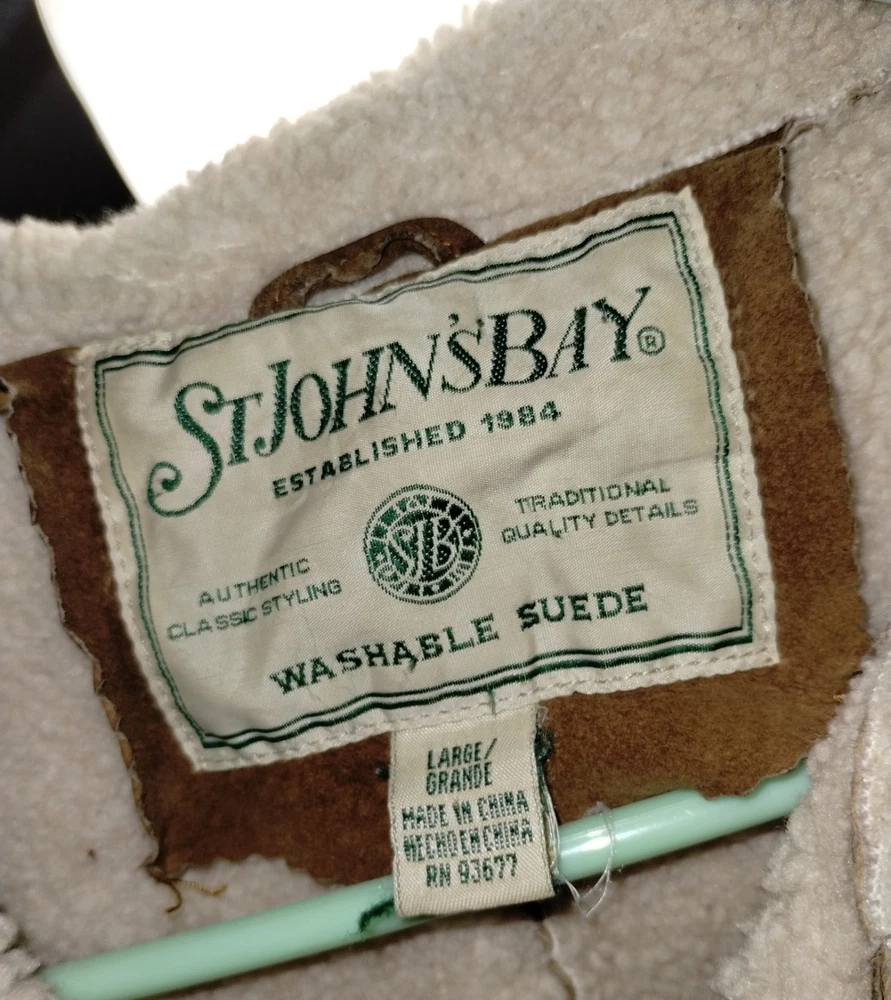 ST JOHN'S BAY®
ESTABLISHED 1984
AUTHENTIC
CLASSIC STYLING
SJB
TRADITIONAL
QUALITY DETAILS
WASHABLE SUEDE
LARGE/
GRANDE
MADE IN CHINA
HECHO EN CHINA
RN 93677